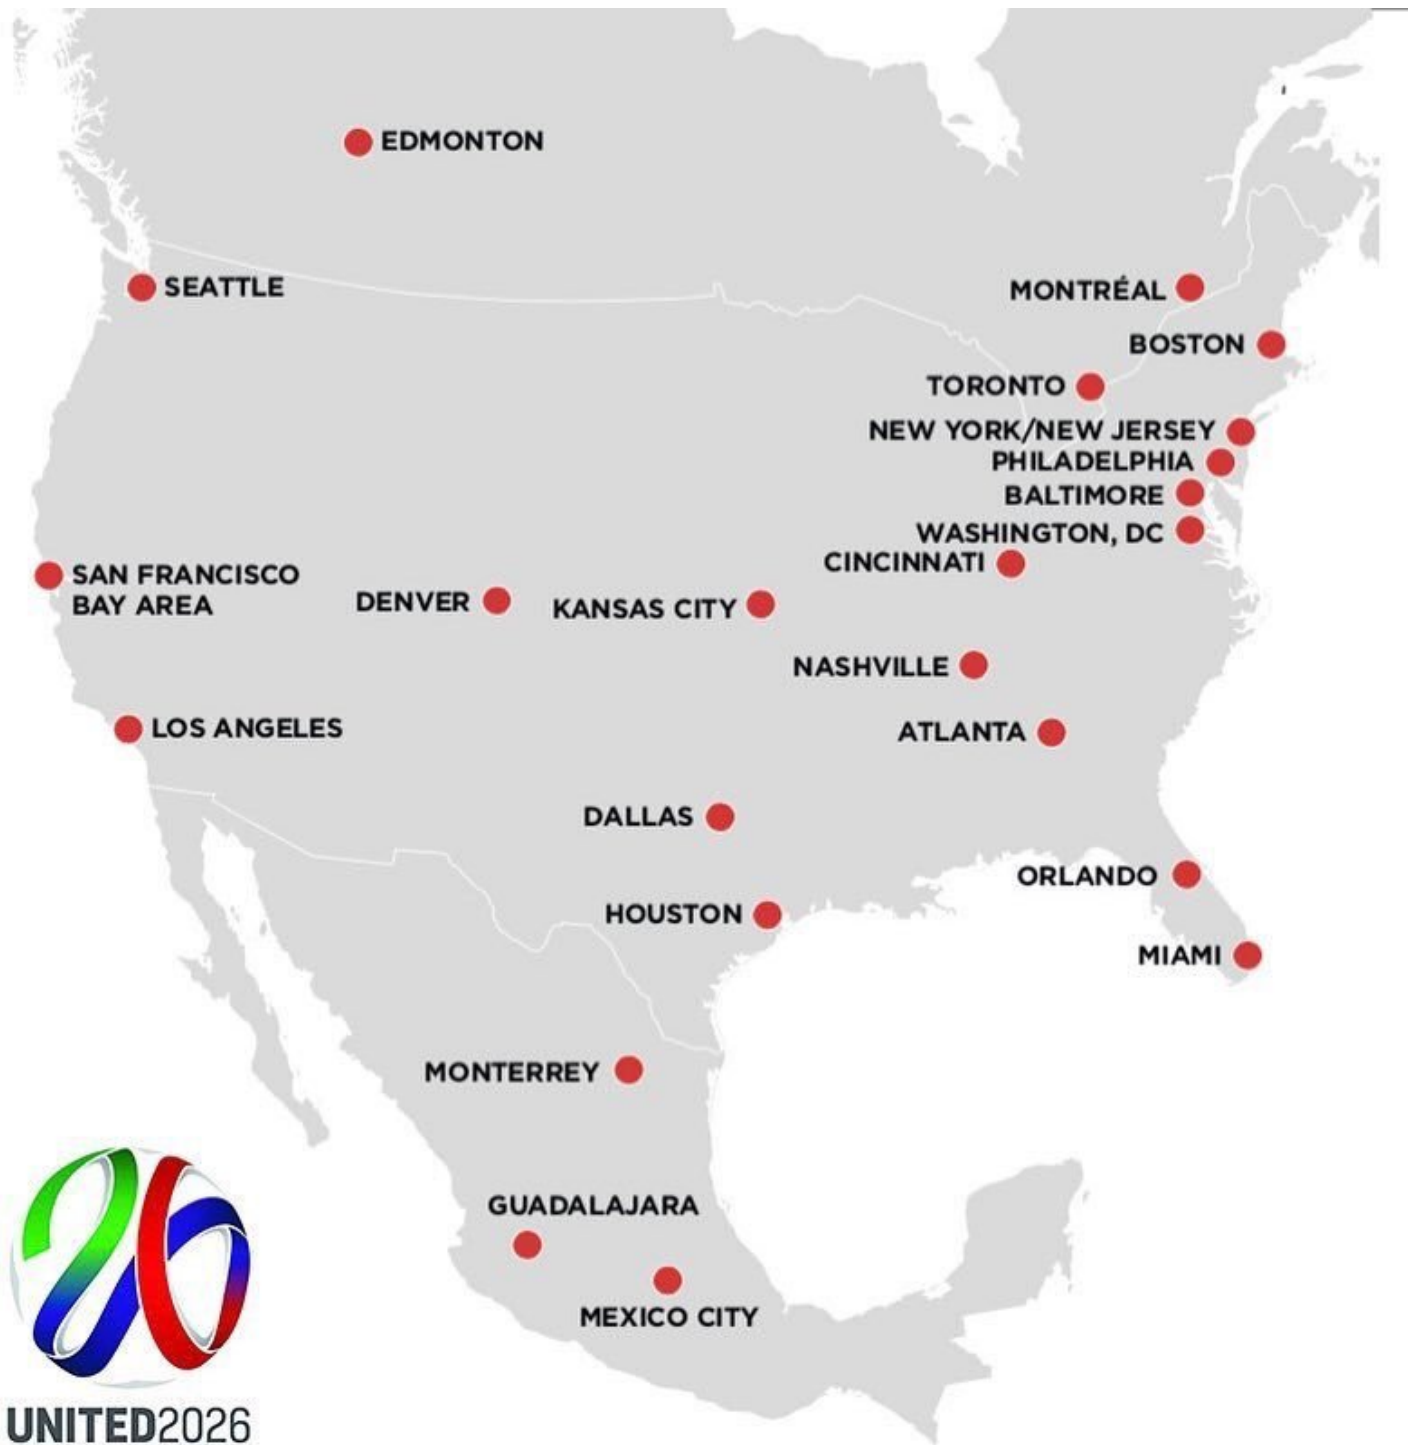 EDMONTON
SEATTLE
MONTRÉAL
BOSTON
TORONTO
NEW YORK/NEW JERSEY
PHILADELPHIA
BALTIMORE
WASHINGTON, DC
CINCINNATI
SAN FRANCISCO
BAY AREA
DENVER
KANSAS CITY
NASHVILLE
LOS ANGELES
ATLANTA
DALLAS
ORLANDO
HOUSTON
MIAMI
MONTERREY
GUADALAJARA
MEXICO CITY
26
UNITED2026